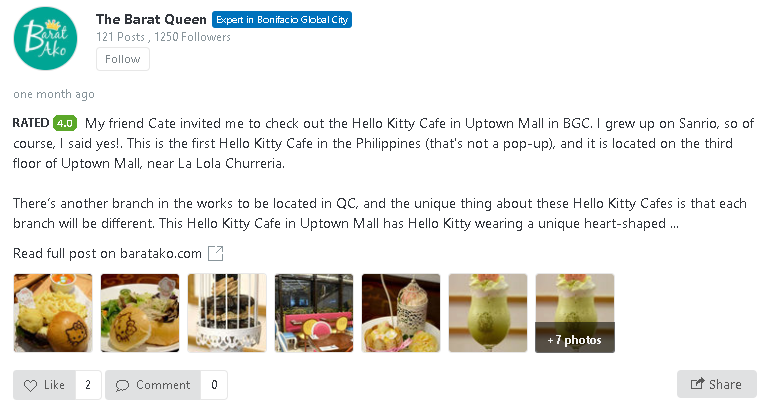 Barat Ako
The Barat Queen Expert in Bonifacio Global City
121 Posts , 1250 Followers
Follow
one month ago
RATED 4.0 My friend Cate invited me to check out the Hello Kitty Cafe in Uptown Mall in BGC. I grew up on Sanrio, so of
course, I said yes!. This is the first Hello Kitty Cafe in the Philippines (that's not a pop-up), and it is located on the third
floor of Uptown Mall, near La Lola Churreria.
There's another branch in the works to be located in QC, and the unique thing about these Hello Kitty Cafes is that each
branch will be different. This Hello Kitty Cafe in Uptown Mall has Hello Kitty wearing a unique heart-shaped ...
Read full post on baratako.com
+7 photos
Like 2 Comment 0 Share